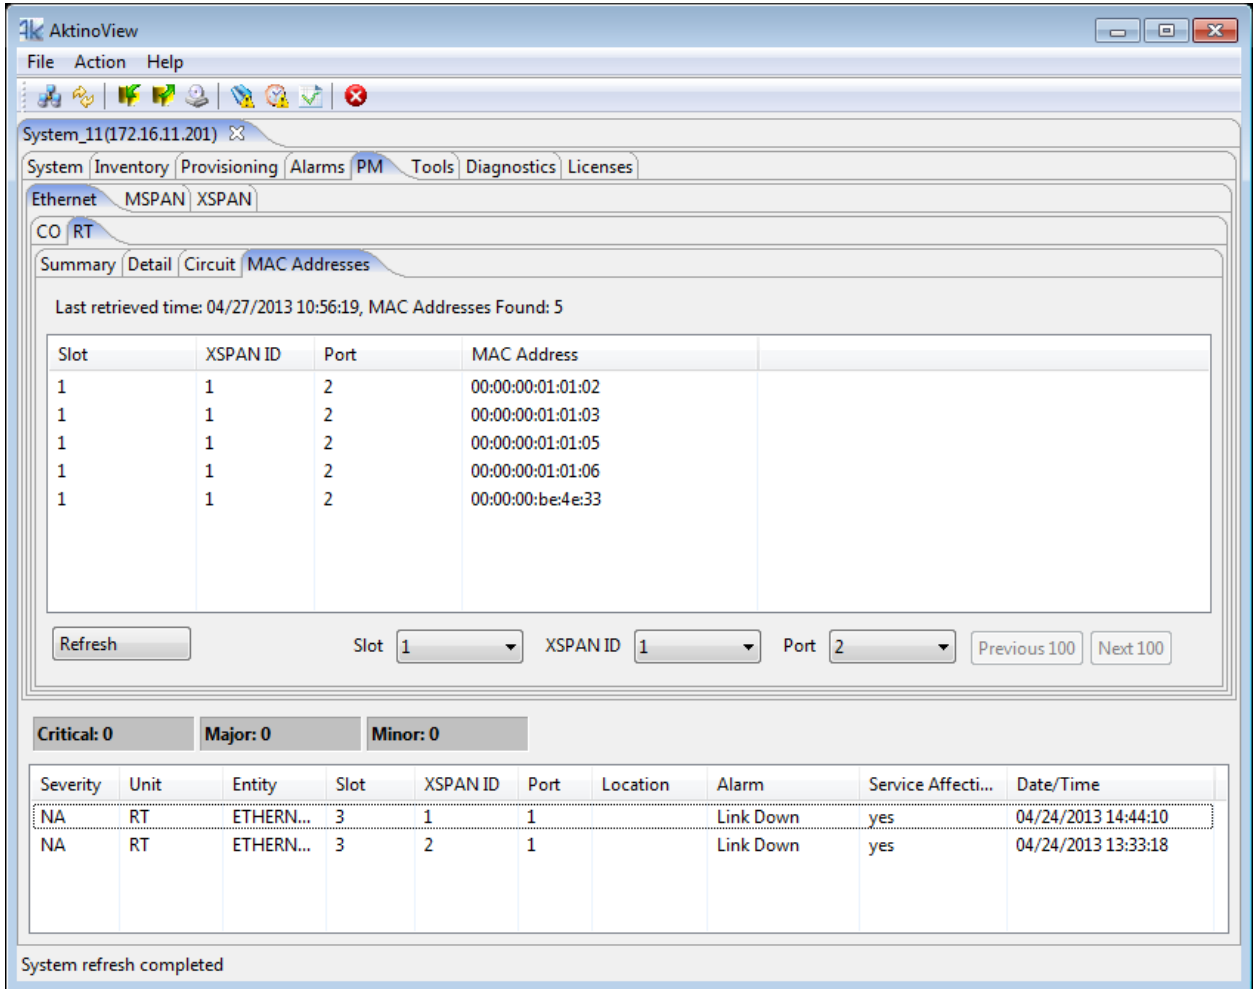 AktinoView
File Action Help
System_11(172.16.11.201)
System Inventory Provisioning Alarms PM Tools Diagnostics Licenses
Ethernet MSPAN XSPAN
CO RT
Summary Detail Circuit MAC Addresses
Last retrieved time: 04/27/2013 10:56:19, MAC Addresses Found: 5
Slot XSPAN ID Port MAC Address
1 1 2 00:00:00:01:01:02
1 1 2 00:00:00:01:01:03
1 1 2 00:00:00:01:01:05
1 1 2 00:00:00:01:01:06
1 1 2 00:00:00:be:4e:33
Refresh Slot 1 XSPAN ID 1 Port 2 Previous 100 Next 100
Critical: 0 Major: 0 Minor: 0
Severity Unit Entity Slot XSPAN ID Port Location Alarm Service Affecti... Date/Time
NA RT ETHERN... 3 1 1 Link Down yes 04/24/2013 14:44:10
NA RT ETHERN... 3 2 1 Link Down yes 04/24/2013 13:33:18
System refresh completed